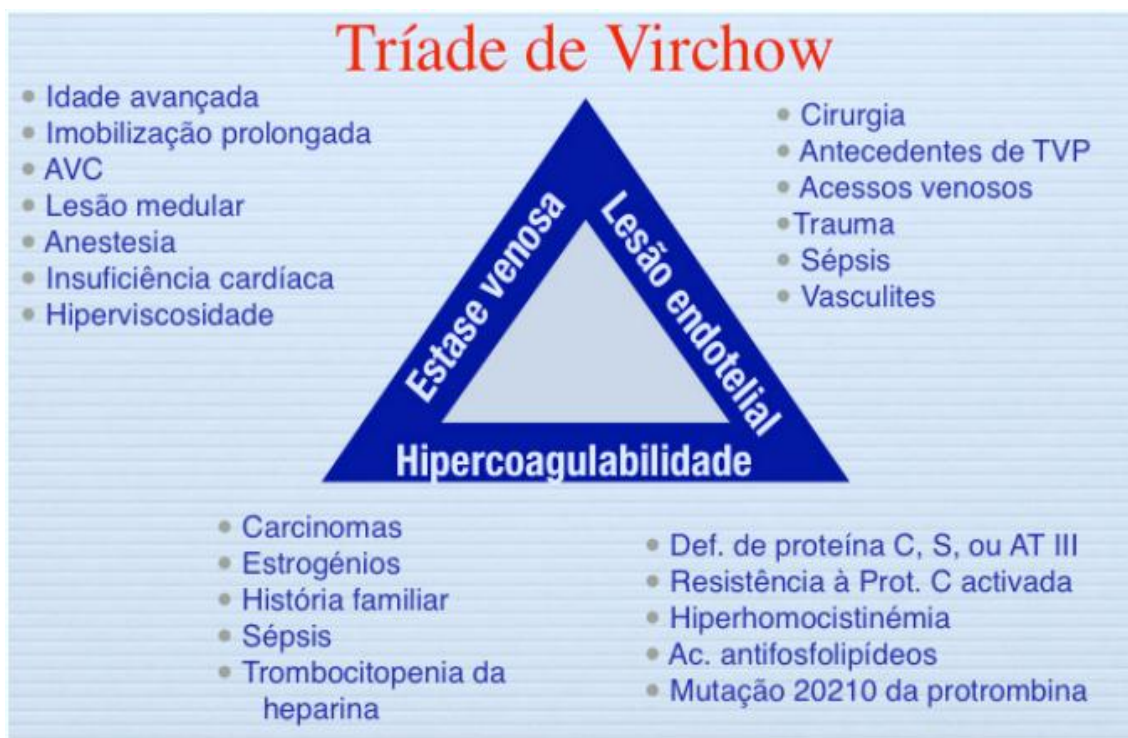 Tríade de Virchow
• Idade avançada
• Imobilização prolongada
• AVC
• Lesão medular
• Anestesia
• Insuficiência cardíaca
• Hiperviscosidade
• Cirurgia
• Antecedentes de TVP
• Acessos venosos
•Trauma
• Sépsis
• Vasculites
Estase venosa
Lesão endotelial
Hipercoagulabilidade
• Carcinomas
• Estrogénios
• História familiar
• Sépsis
• Trombocitopenia da
heparina
• Def. de proteína C, S, ou AT III
• Resistência à Prot. C activada
• Hiperhomocistinémia
• Ac. antifosfolipídeos
• Mutação 20210 da protrombina